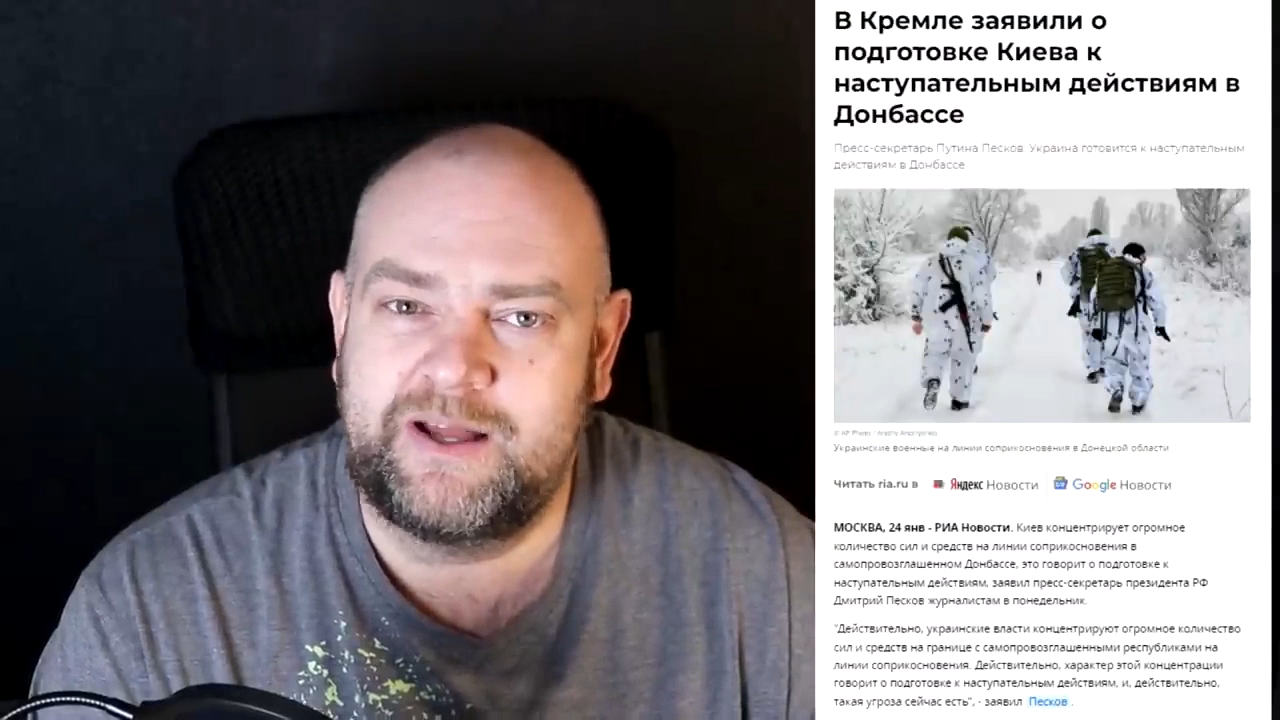 В Кремле заявили о
подготовке Киева к
наступательным действиям в
Донбассе
Пресс-секретарь Путина Песков: Украина готовится к наступательным
действиям в Донбассе
© AP Photo / Andriy Andriyenko
Украинские военные на линии соприкосновения в Донецкой области
Читать ria.ru в Яндекс Новости Google Новости
МОСКВА, 24 янв - РИА Новости. Киев концентрирует огромное
количество сил и средств на линии соприкосновения в
самопровозглашенном Донбассе, это говорит о подготовке к
наступательным действиям, заявил пресс-секретарь президента РФ
Дмитрий Песков журналистам в понедельник.
"Действительно, украинские власти концентрируют огромное количество
сил и средств на границе с самопровозглашенными республиками на
линии соприкосновения. Действительно, характер этой концентрации
говорит о подготовке к наступательным действиям, и, действительно,
такая угроза сейчас есть", - заявил Песков .